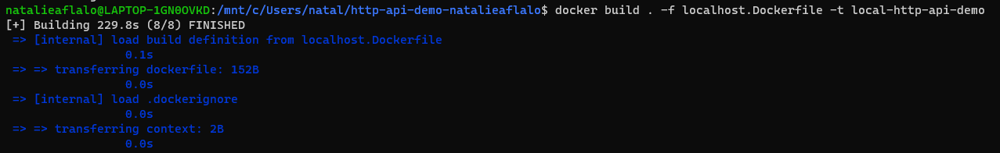 natalieaflalo@LAPTOP-1GN0OVKD:/mnt/c/Users/natal/http-api-demo-natalieaflalo$ docker build . -f localhost.Dockerfile -t local-http-api-demo
[+] Building 229.8s (8/8) FINISHED
=> [internal] load build definition from localhost.Dockerfile
0.1s
=> => transferring dockerfile: 152B
0.0s
=> [internal] load .dockerignore
0.0s
=> => transferring context: 2B
0.0s